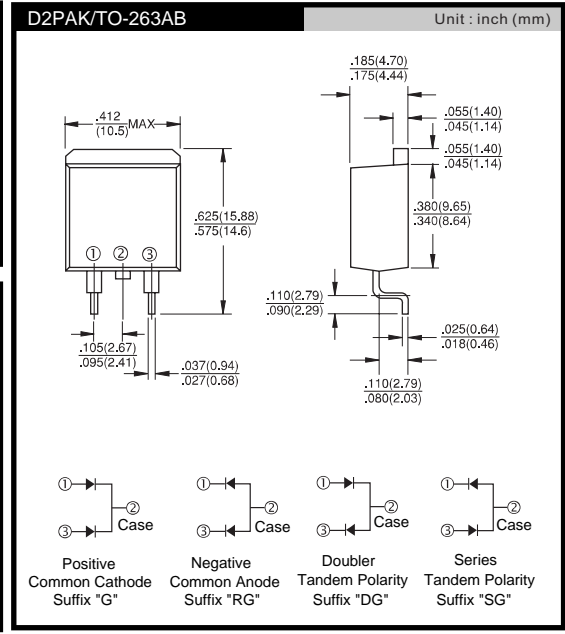 D2PAK/TO-263AB
Unit : inch (mm)
.412
(10.5)
MAX
.185(4.70)
.175(4.44)
.055(1.40)
.045(1.14)
.055(1.40)
.045(1.14)
.625(15.88)
.575(14.6)
.380(9.65)
.340(8.64)
① ② ③
.110(2.79)
.090(2.29)
.105(2.67)
.095(2.41)
.037(0.94)
.027(0.68)
.025(0.64)
.018(0.46)
.110(2.79)
.080(2.03)
①
②
③
Case
Positive
Common Cathode
Suffix "G"
①
②
③
Case
Negative
Common Anode
Suffix "RG"
①
②
③
Case
Doubler
Tandem Polarity
Suffix "DG"
①
②
③
Case
Series
Tandem Polarity
Suffix "SG"